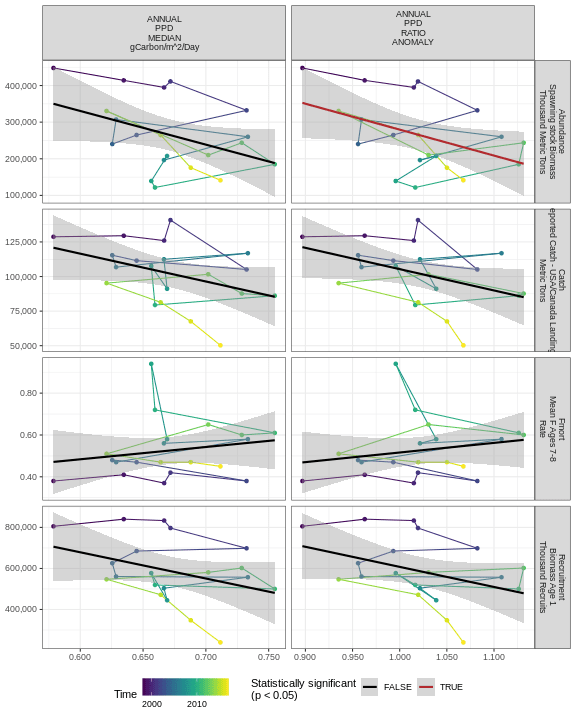 ANNUAL
PPD
MEDIAN
gCarbon/m^2/Day
ANNUAL
PPD
RATIO
ANOMALY
400,000
300,000
200,000
100,000
Abundance
Spawning stock Biomass
Thousand Metric Tons
125,000
100,000
75,000
50,000
Catch
eported Catch - USA/Canada Landing
Metric Tons
0.80
0.60
0.40
Fmort
Mean F Ages 7-8
Rate
800,000
600,000
400,000
Recruitment
Biomass Age 1
Thousand Recruits
0.600
0.650
0.700
0.750
0.900
0.950
1.000
1.050
1.100
Time
2000
2010
Statistically significant
(p < 0.05)
FALSE
TRUE